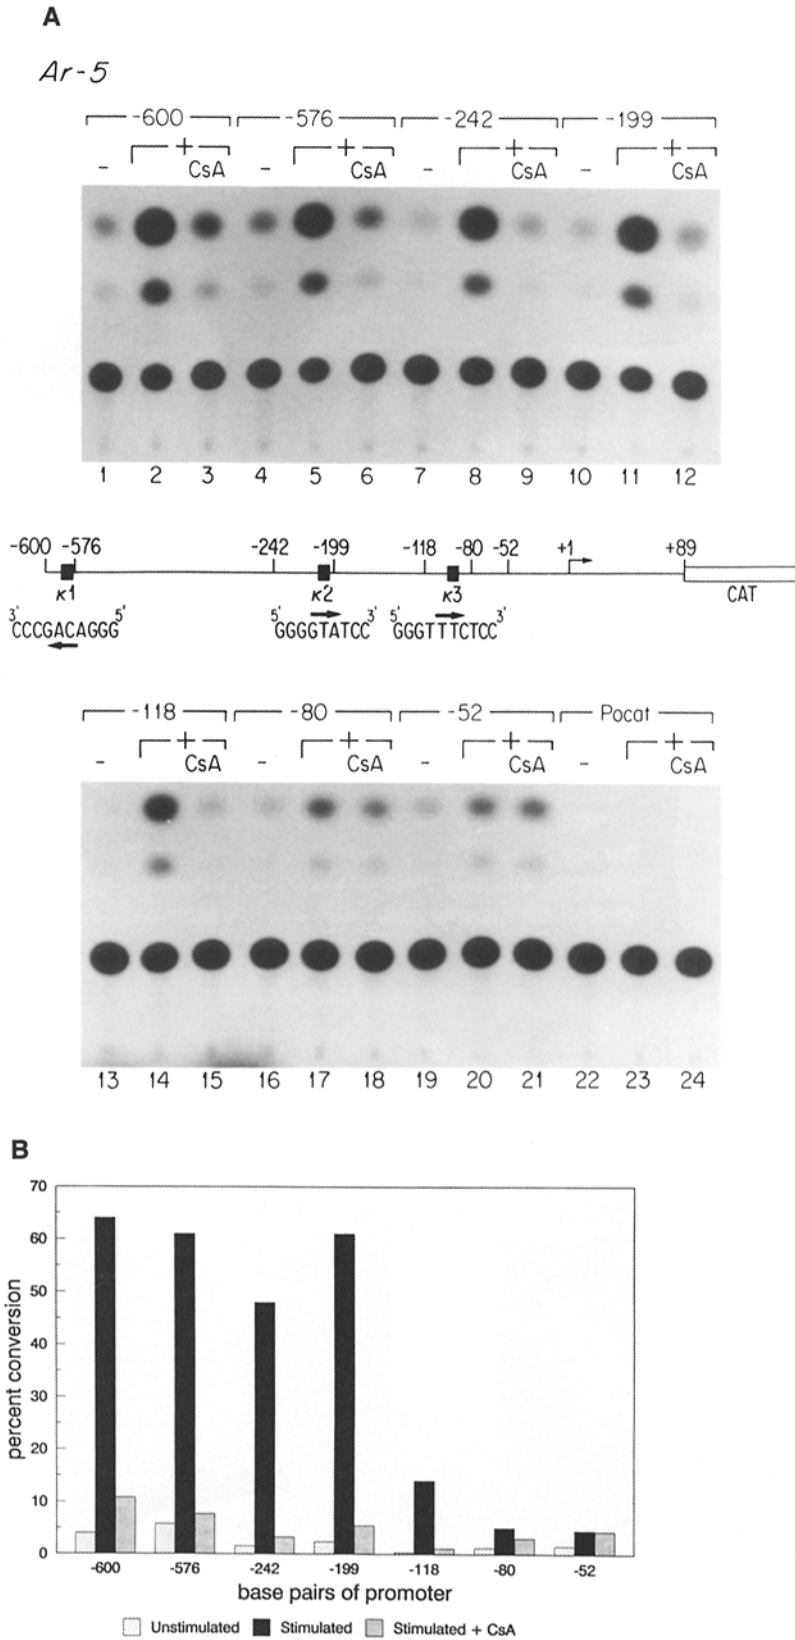 A
Ar-5
-600 -576 -242 -199
+ + + +
- CsA - CsA - CsA - CsA
1 2 3 4 5 6 7 8 9 10 11 12
-600 -576 -242 -199 -118 -80 -52 +1 +89
κ1 κ2 κ3 CAT
3' CCCGACAGGG 5' 5' GGGGTATCC 3' 5' GGGTTTCTCC 3'
-118 -80 -52 Pocat
+ + + +
- CsA - CsA - CsA - CsA
13 14 15 16 17 18 19 20 21 22 23 24
B
70
60
50
40
30
20
10
0
percent conversion
-600 -576 -242 -199 -118 -80 -52
base pairs of promoter
Unstimulated Stimulated Stimulated + CsA